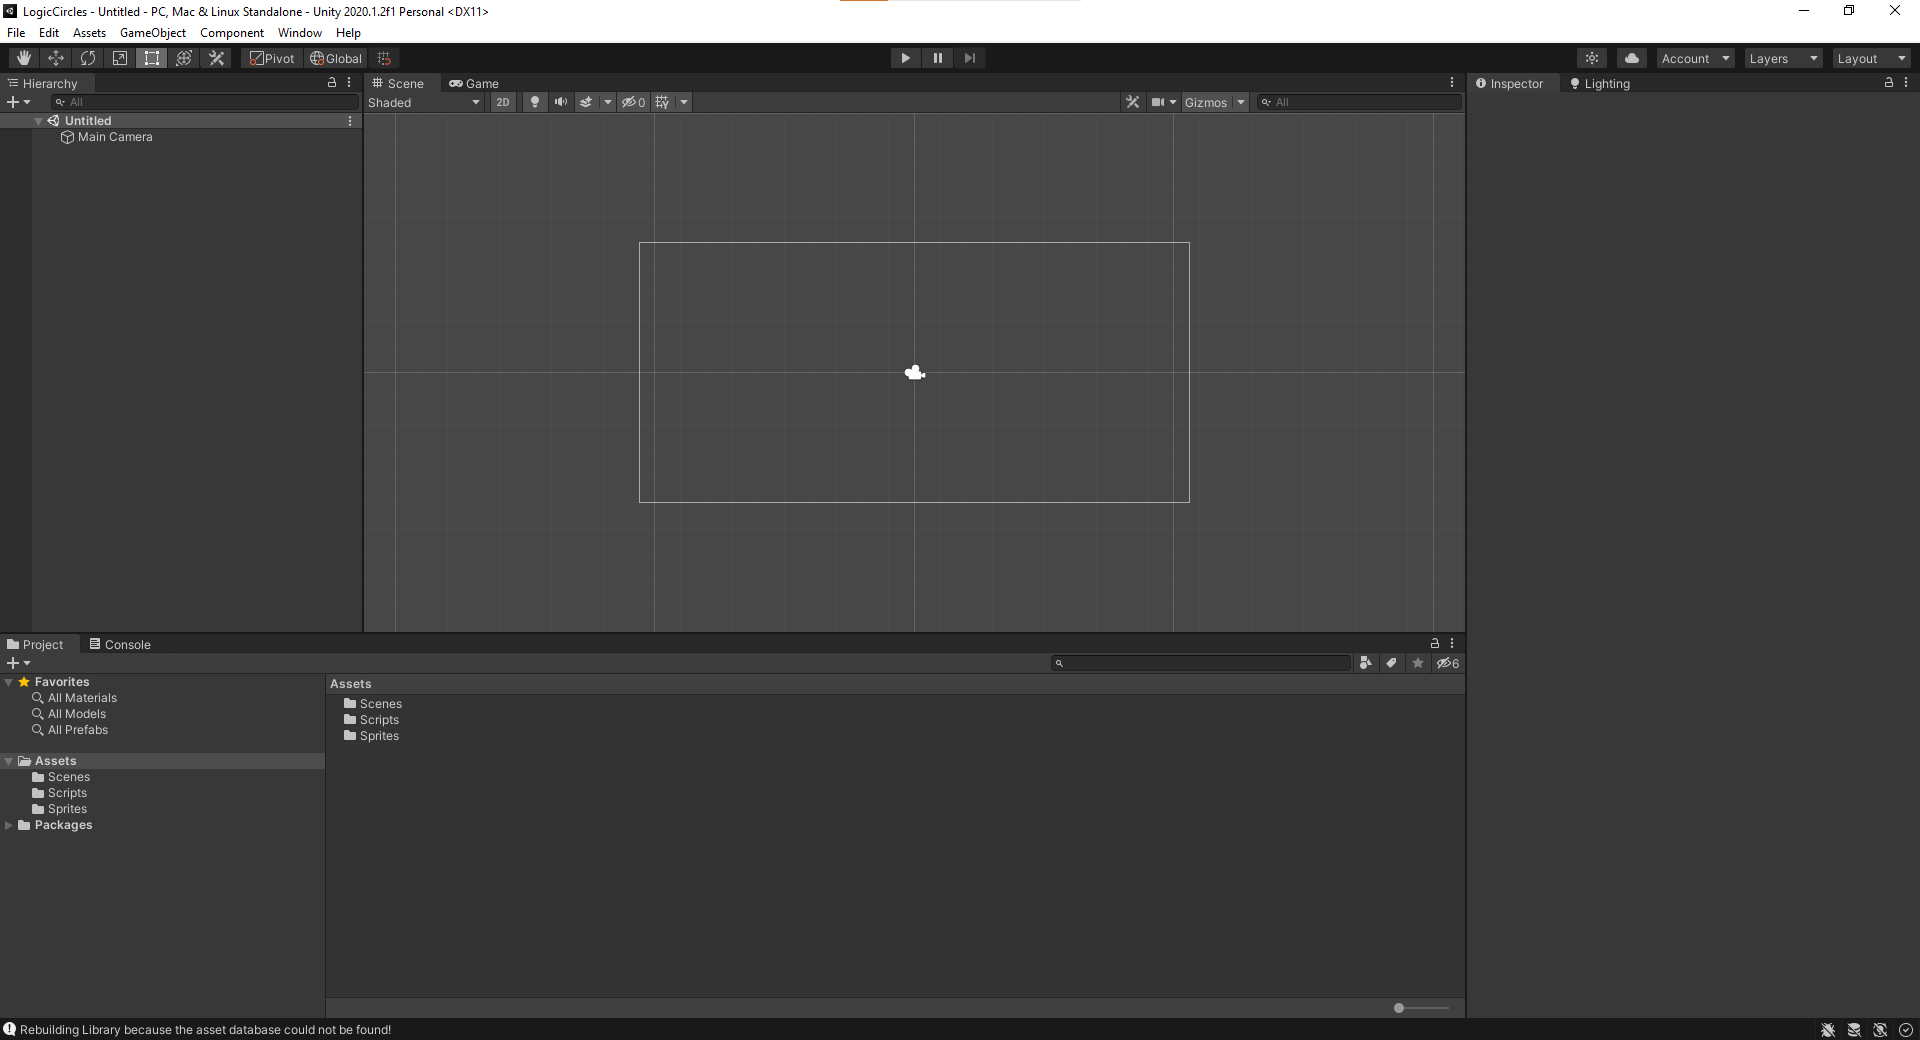 LogicCircles - Untitled - PC, Mac & Linux Standalone - Unity 2020.1.2f1 Personal <DX11>
File Edit Assets GameObject Component Window Help
Pivot Global Account Layers Layout
Hierarchy
All
Untitled
Main Camera
Scene Game
Shaded 2D 0 Gizmos All
Inspector Lighting
Project Console
6
Favorites
All Materials
All Models
All Prefabs
Assets
Scenes
Scripts
Sprites
Packages
Assets
Scenes
Scripts
Sprites
Rebuilding Library because the asset database could not be found!